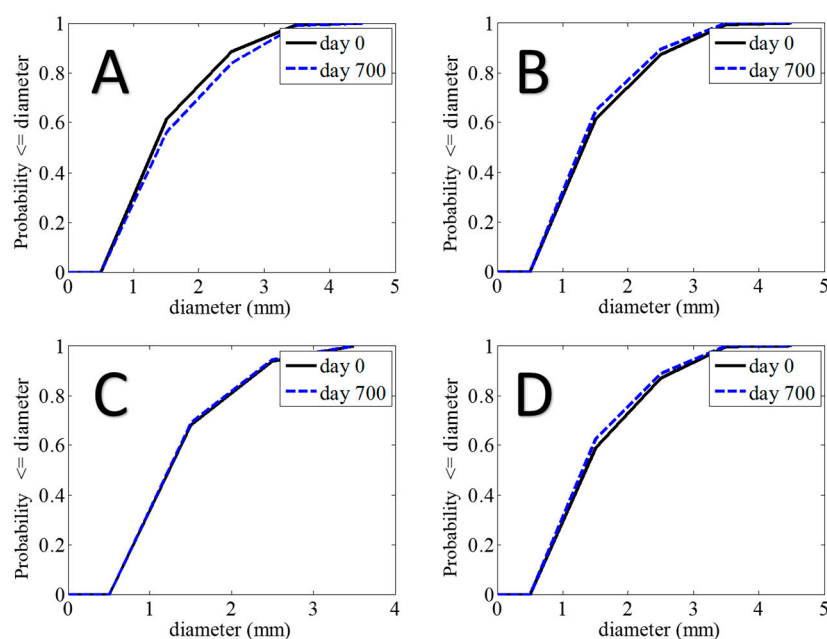 A
day 0
day 700
Probability <= diameter
1
0.8
0.6
0.4
0.2
0
0 1 2 3 4 5
diameter (mm)
B
day 0
day 700
Probability <= diameter
1
0.8
0.6
0.4
0.2
0
0 1 2 3 4 5
diameter (mm)
C
day 0
day 700
Probability <= diameter
1
0.8
0.6
0.4
0.2
0
0 1 2 3 4
diameter (mm)
D
day 0
day 700
Probability <= diameter
1
0.8
0.6
0.4
0.2
0
0 1 2 3 4 5
diameter (mm)